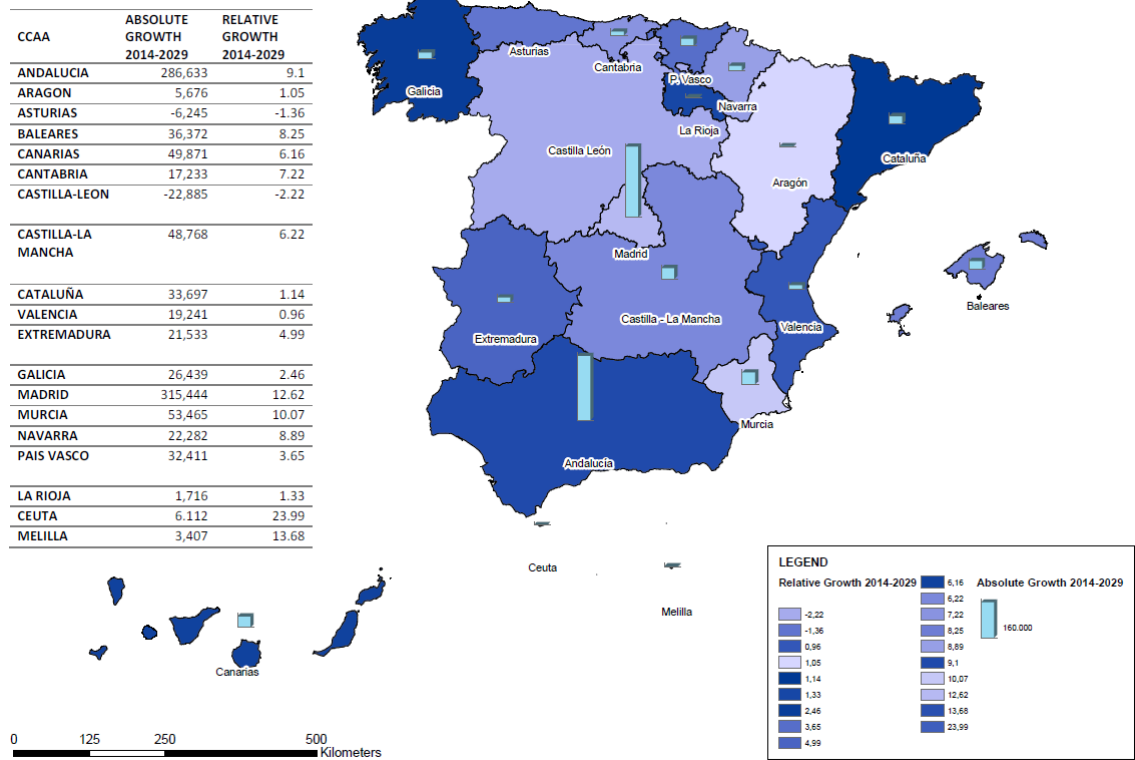 CCAA ABSOLUTE GROWTH 2014-2029 RELATIVE GROWTH 2014-2029
ANDALUCIA 286,633 9.1
ARAGON 5,676 1.05
ASTURIAS -6,245 -1.36
BALEARES 36,372 8.25
CANARIAS 49,871 6.16
CANTABRIA 17,233 7.22
CASTILLA-LEON -22,885 -2.22
CASTILLA-LA MANCHA 48,768 6.22
CATALUÑA 33,697 1.14
VALENCIA 19,241 0.96
EXTREMADURA 21,533 4.99
GALICIA 26,439 2.46
MADRID 315,444 12.62
MURCIA 53,465 10.07
NAVARRA 22,282 8.89
PAIS VASCO 32,411 3.65
LA RIOJA 1,716 1.33
CEUTA 6.112 23.99
MELILLA 3,407 13.68
Asturias
Cantabria
P. Vasco
Galicia
Navarra
La Rioja
Castilla León
Cataluña
Aragón
Madrid
Baleares
Castilla - La Mancha
Valencia
Extremadura
Murcia
Andalucía
Ceuta
Melilla
Canarias
0 125 250 500
Kilometers
LEGEND
Relative Growth 2014-2029
-2,22
-1,36
0,96
1,05
1,14
1,33
2,46
3,65
4,99
6,16
6,22
7,22
8,25
8,89
9,1
10,07
12,62
13,68
23,99
Absolute Growth 2014-2029
160.000